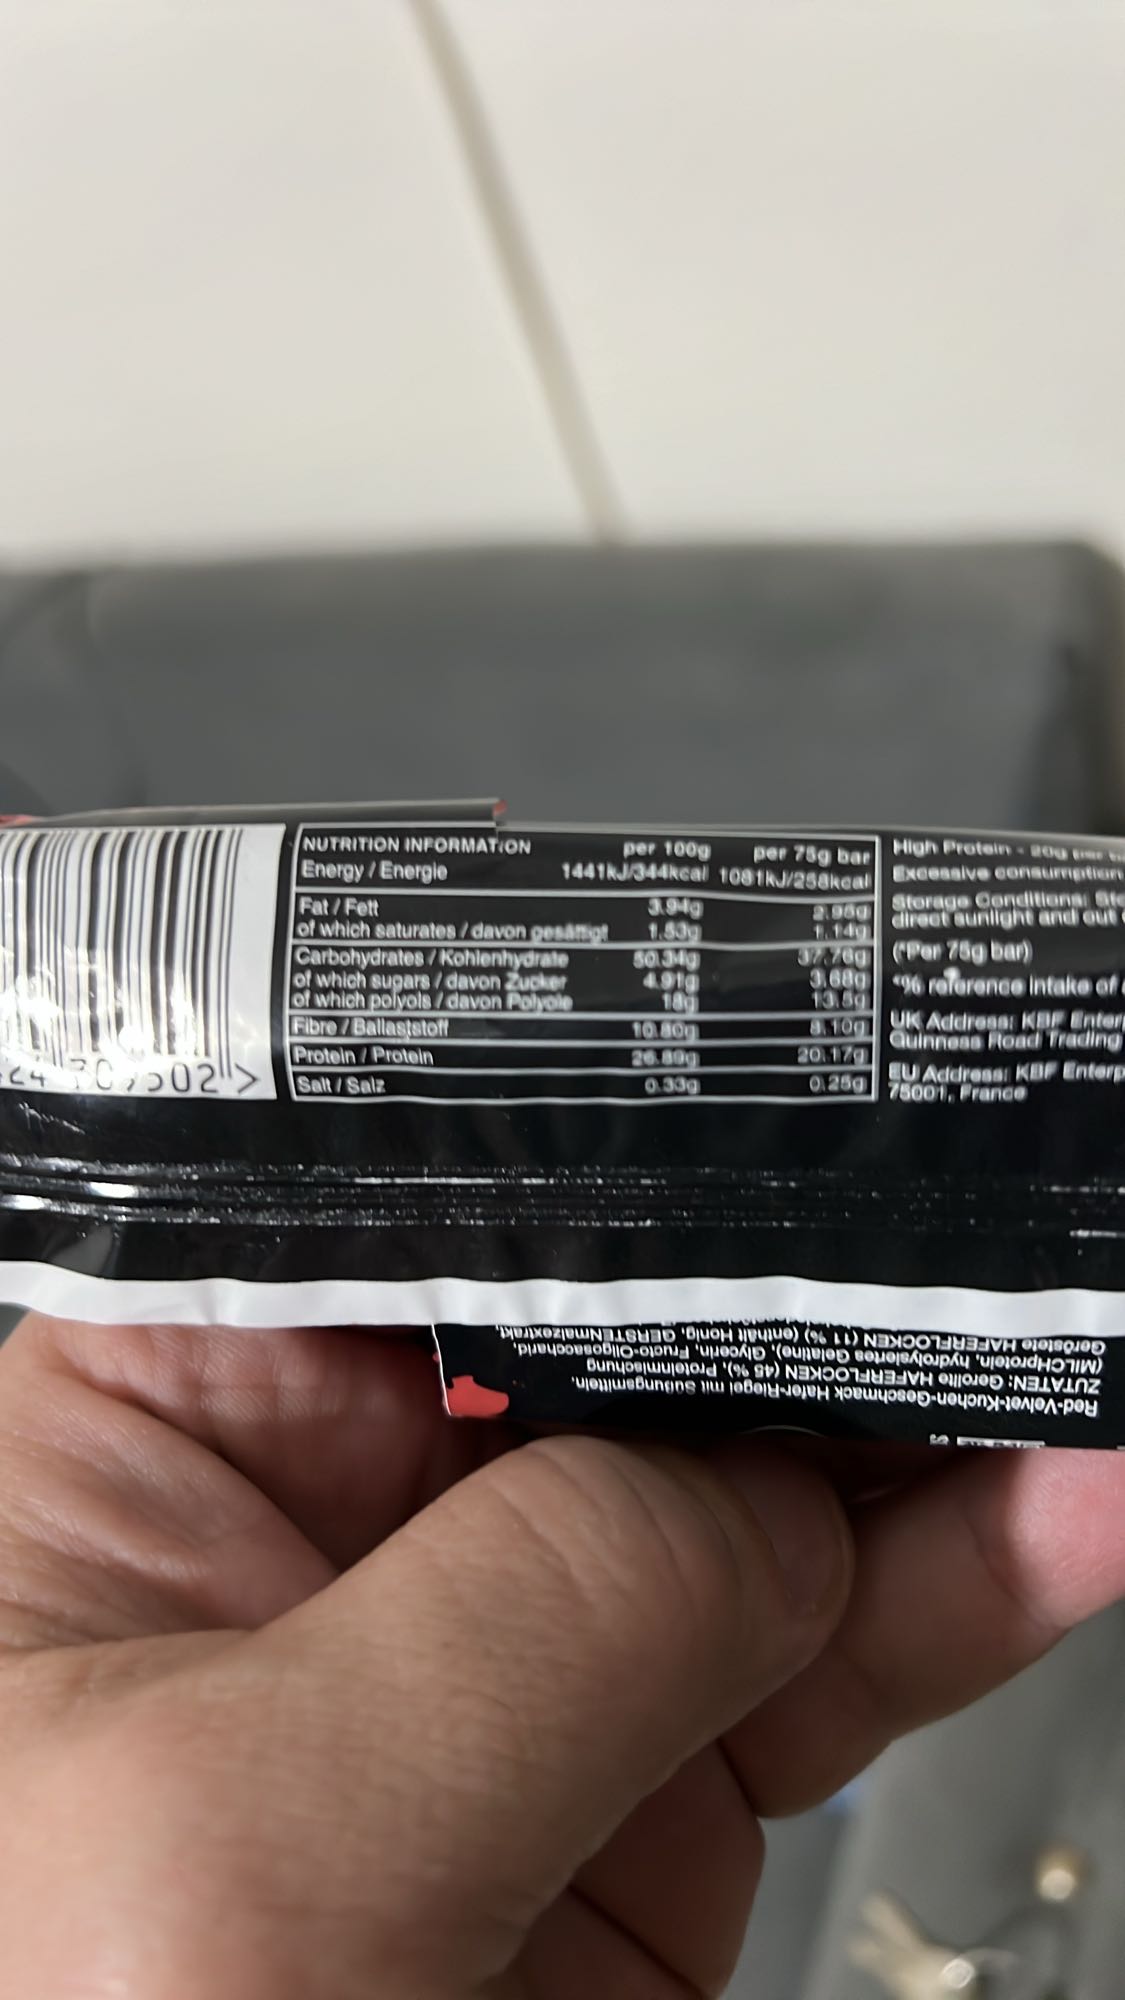 NUTRITION INFORMATION per 100g per 75g bar
Energy / Energie 1441kJ/344kcal 1081kJ/258kcal
Fat / Fett 3.94g 2.95g
of which saturates / davon gesättigt 1.53g 1.14g
Carbohydrates / Kohlenhydrate 50.34g 37.76g
of which sugars / davon Zucker 4.91g 3.68g
of which polyols / davon Polyole 18g 13.5g
Fibre / Ballaststoff 10.80g 8.10g
Protein / Protein 26.89g 20.17g
Salt / Salz 0.33g 0.25g
High Protein - 20g
Excessive consumption
Storage Conditions:
direct sunlight and out
(*Per 75g bar)
*% reference intake of
UK Address: KBF
Guinness Road Trading
EU Address: KBF
75001, France
Red-Velvet-Kuchen-Geschmack Hafer-Riegel mit Süßungsmitteln.
ZUTATEN: Gerollte HAFERFLOCKEN (45 %), Proteinmischung
(MILCHprotein, hydrolysiertes Gelatine), Glycerin, Fructo-Oligosaccharid,
Geröstete HAFERFLOCKEN (11 %) (enthält Honig, GERSTENmalzextrakt,